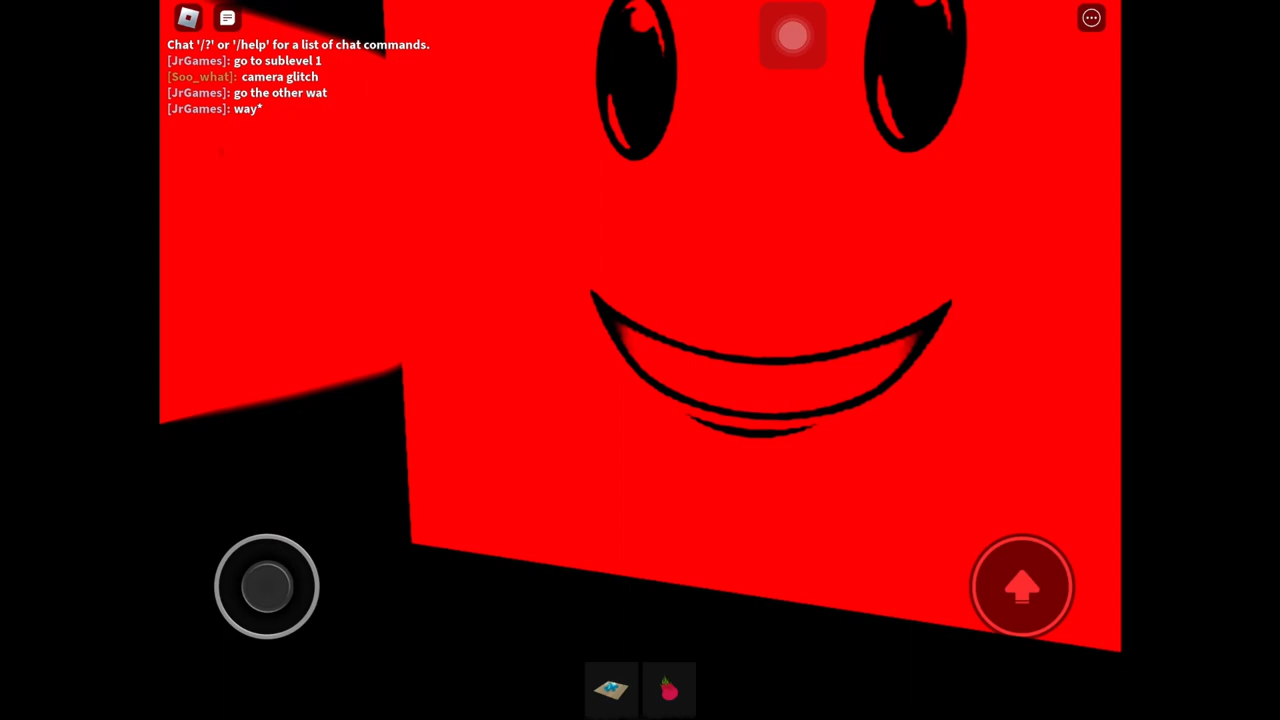 Chat '/?' or '/help' for a list of chat commands.
[JrGames]: go to sublevel 1
[Soo_what]: camera glitch
[JrGames]: go the other wat
[JrGames]: way*